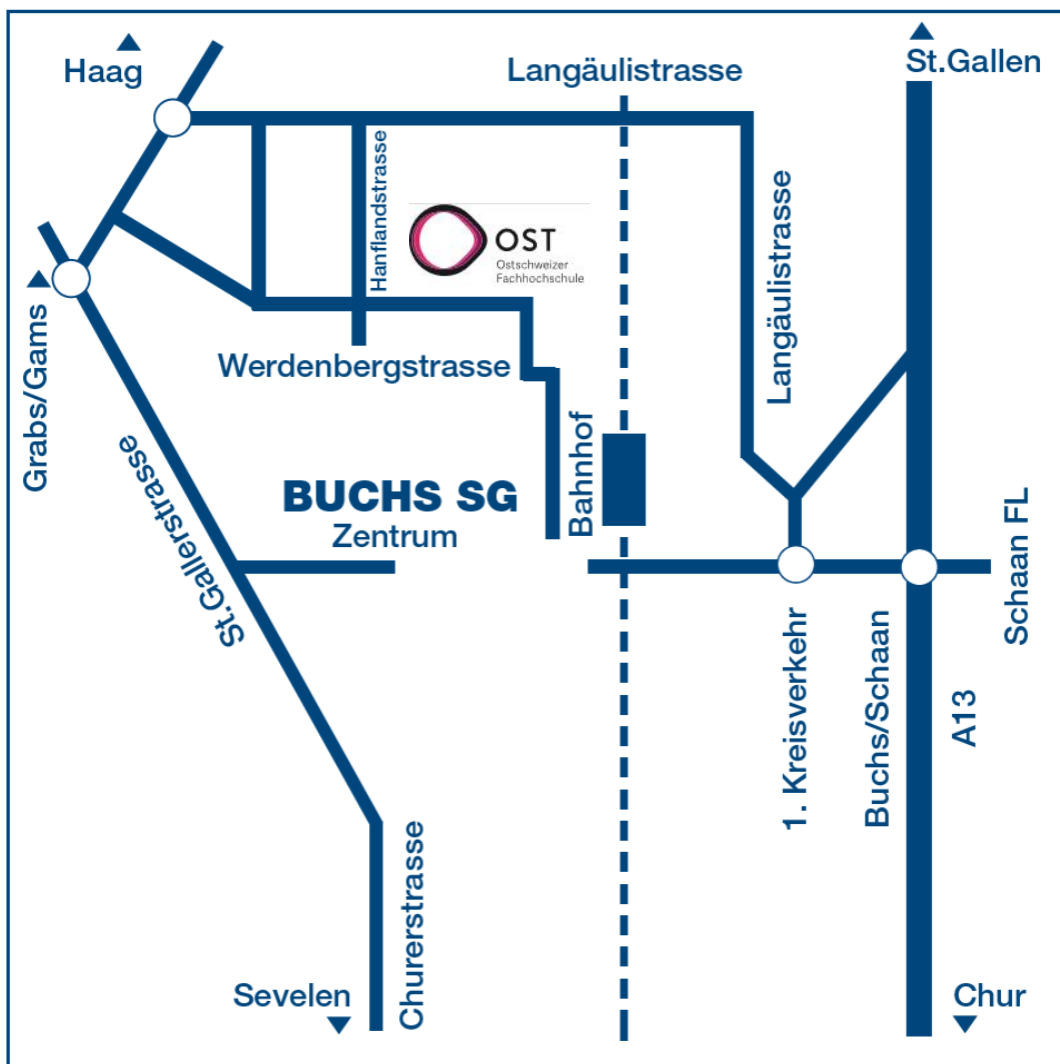 Haag
Langäulistrasse
St.Gallen
Hanflandstrasse
OST
Ostschweizer
Fachhochschule
Langäulistrasse
Grabs/Gams
Werdenbergstrasse
St.Gallerstrasse
BUCHS SG
Zentrum
Bahnhof
Schaan FL
1. Kreisverkehr
Buchs/Schaan
A13
Churerstrasse
Sevelen
Chur